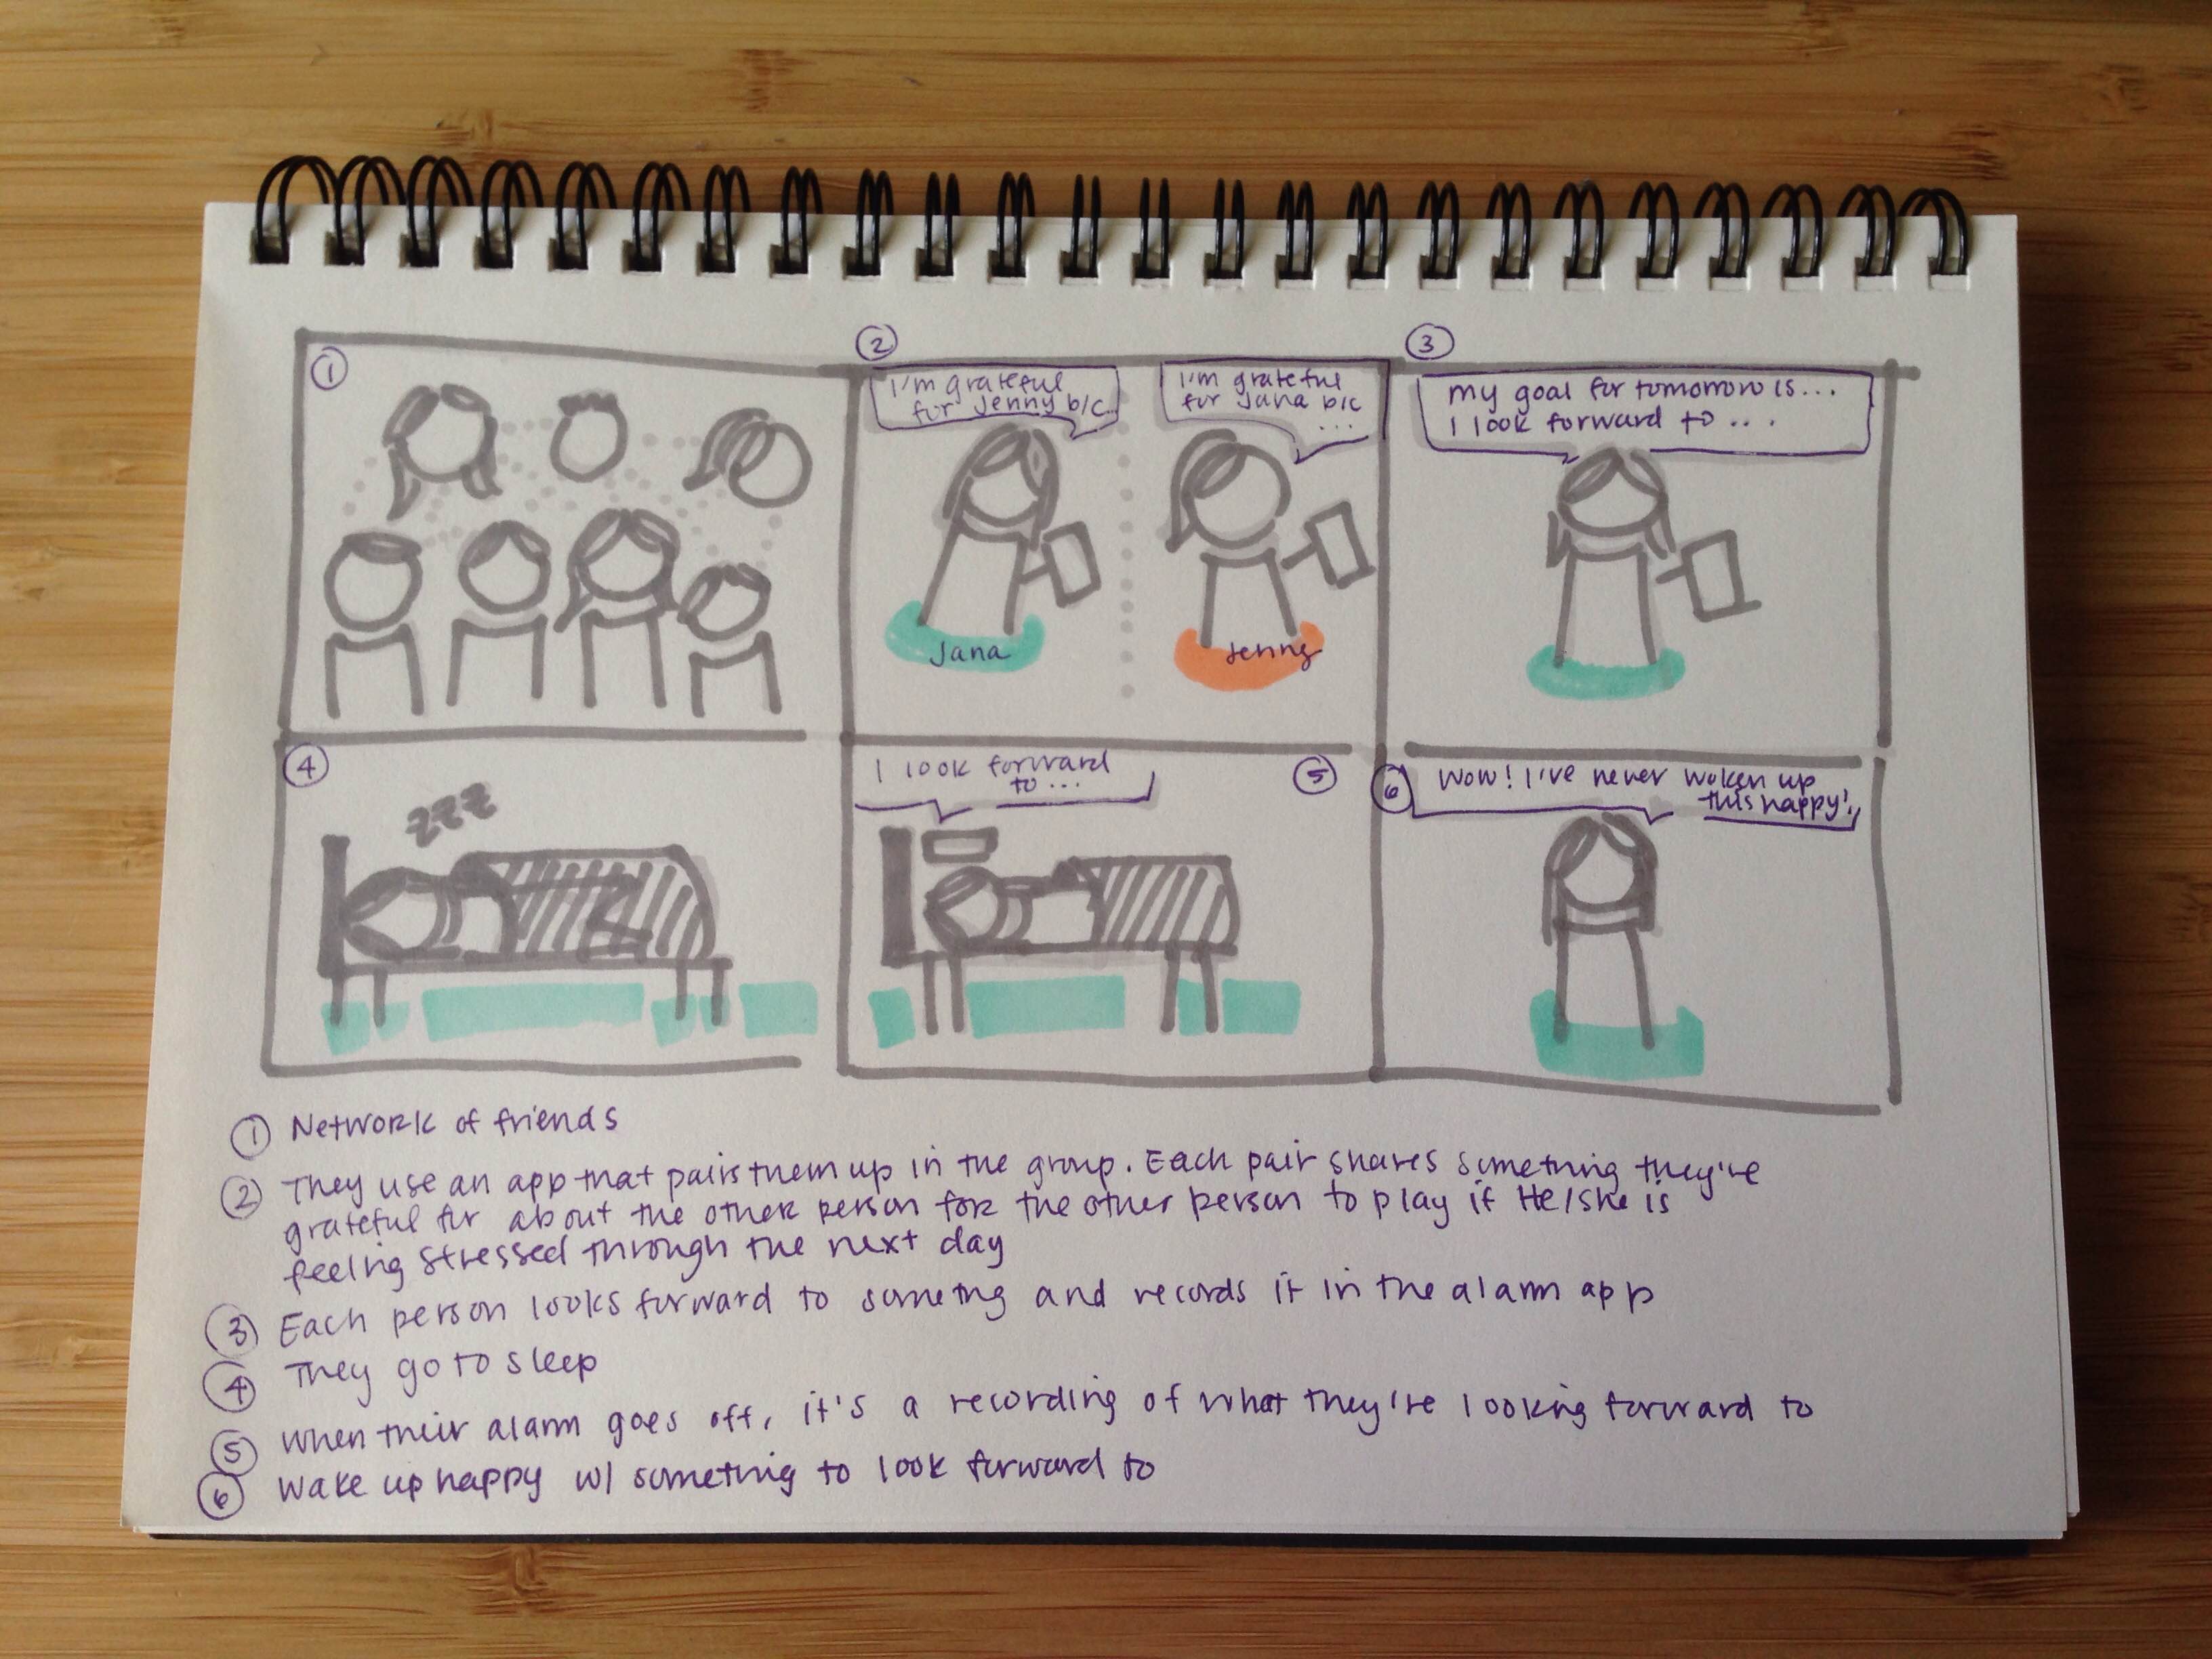 1
2
3
I'm grateful
for Jenny b/c...
I'm grateful
for Jana b/c
...
my goal for tomorrow is...
I look forward to...
Jana
Jenny
4
zzz
I look forward
to...
5
6
Wow! I've never woken up
this happy!
1 Network of friends
2 They use an app that pairs them up in the group. Each pair shares something they're
grateful for about the other person for the other person to play if He/She is
feeling stressed through the next day
3 Each person looks forward to sometng and records it in the alarm app
4 They go to sleep
5 When their alarm goes off, it's a recording of what they're looking forward to
6 Wake up happy w/ something to look forward to